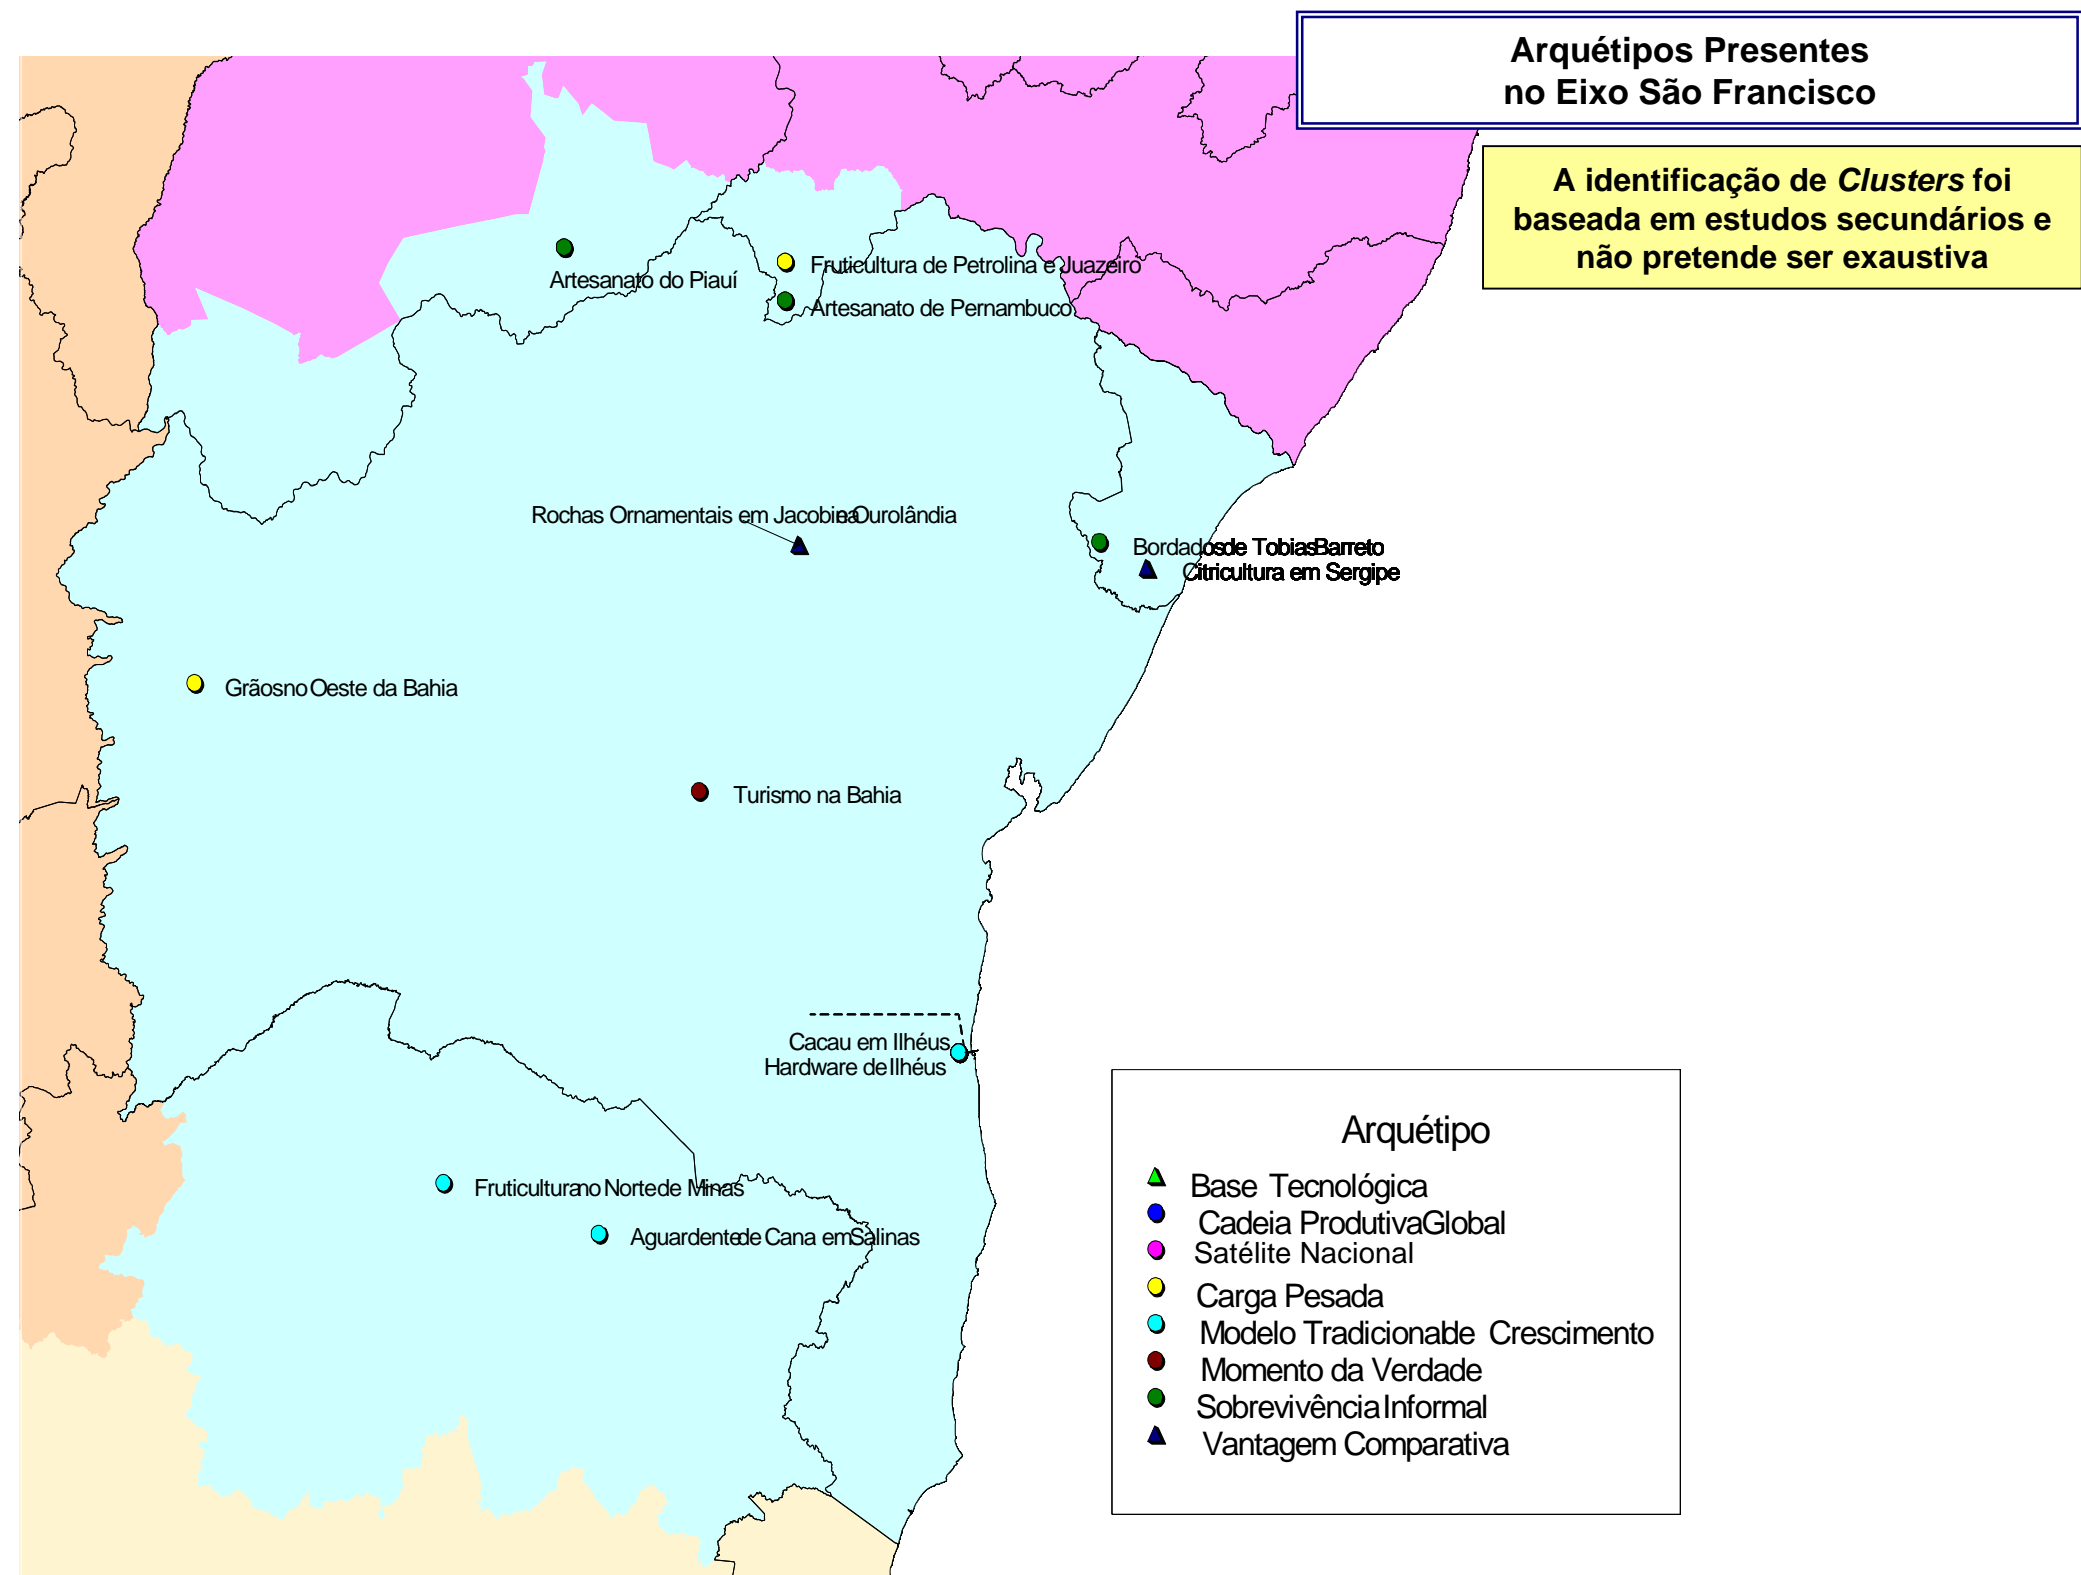 Arquétipos Presentes
no Eixo São Francisco
A identificação de Clusters foi
baseada em estudos secundários e
não pretende ser exaustiva
Fruticultura de Petrolina e Juazeiro
Artesanato do Piauí
Artesanato de Pernambuco
Rochas Ornamentais em Jacobina e Ourolândia
Bordados de Tobias Barreto
Citricultura em Sergipe
Grãos no Oeste da Bahia
Turismo na Bahia
Cacau em Ilhéus
Hardware de Ilhéus
Fruticultura no Norte de Minas
Aguardente de Cana em Salinas
Arquétipo
Base Tecnológica
Cadeia Produtiva Global
Satélite Nacional
Carga Pesada
Modelo Tradicional de Crescimento
Momento da Verdade
Sobrevivência Informal
Vantagem Comparativa